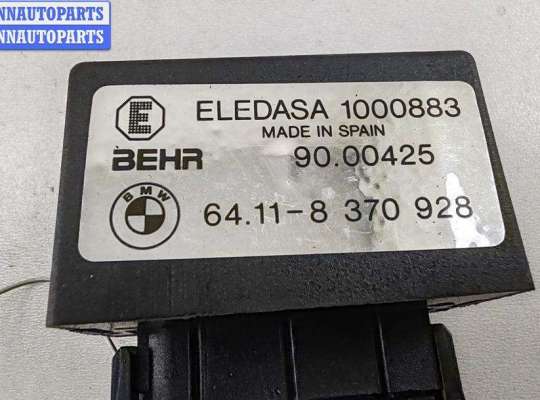 NNAUTOPARTS
NNAUTOPARTS
E
ELEDASA 1000883
MADE IN SPAIN
BEHR
90.00425
BMW
64.11-8 370 928